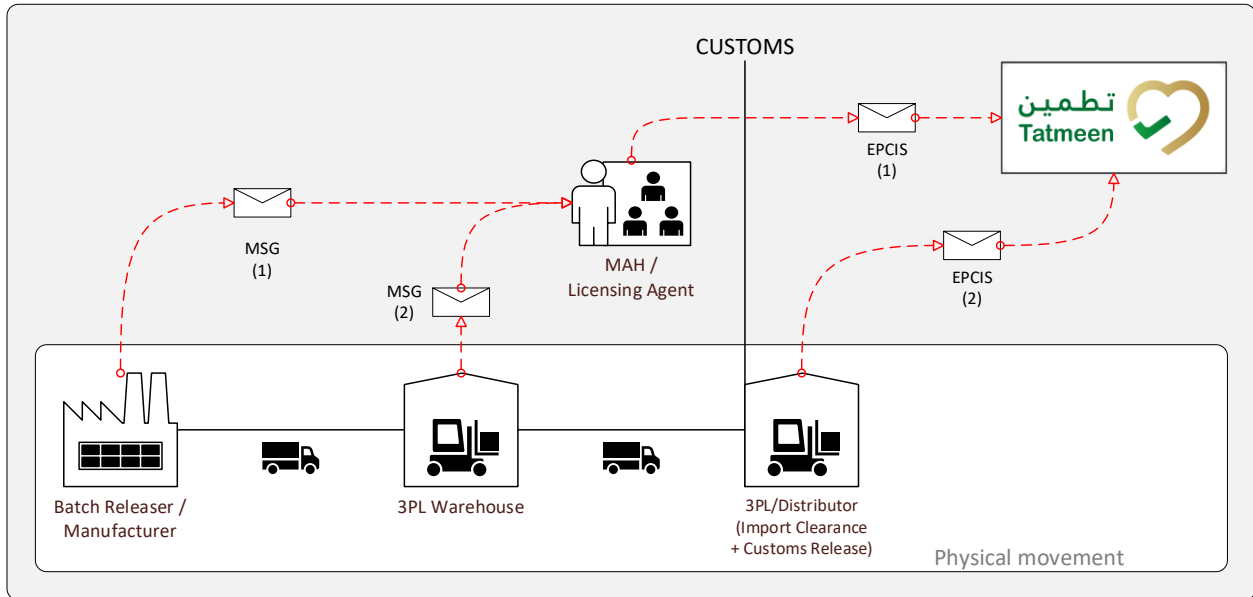 CUSTOMS
تطمين
Tatmeen
EPCIS
(1)
MSG
(1)
MAH /
Licensing Agent
EPCIS
(2)
MSG
(2)
Batch Releaser /
Manufacturer
3PL Warehouse
3PL/Distributor
(Import Clearance
+ Customs Release)
Physical movement